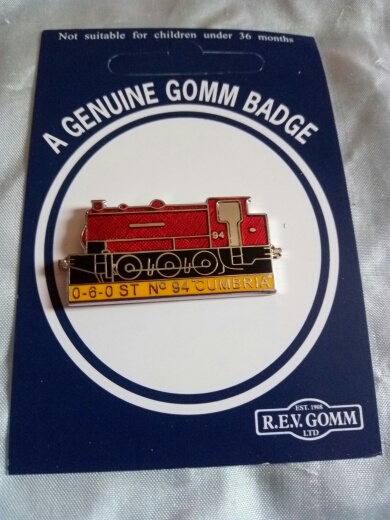 Not suitable for children under 36 months
A GENUINE GOMM BADGE
94
0-6-0 ST Nº 94 "CUMBRIA"
EST. 1908
R.E.V. GOMM
LTD